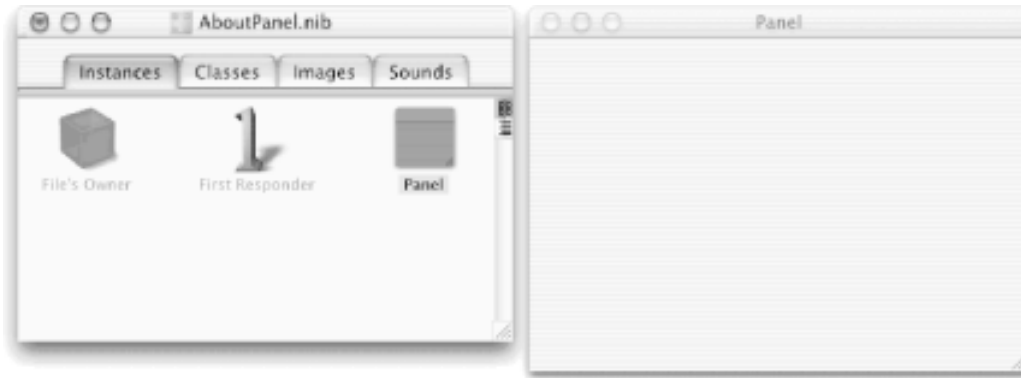 AboutPanel.nib
Panel
Instances Classes Images Sounds
File's Owner First Responder Panel